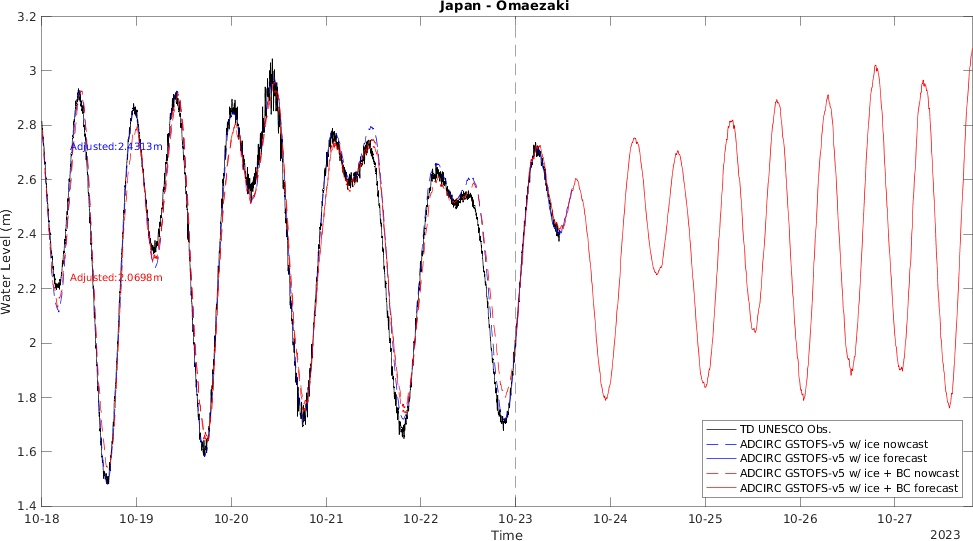 Japan - Omaezaki
3.2
3
2.8
2.6
2.4
2.2
2
1.8
1.6
1.4
Water Level (m)
Adjusted:2.4313m
Adjusted:2.0698m
TD UNESCO Obs.
ADCIRC GSTOFS-v5 w/ ice nowcast
ADCIRC GSTOFS-v5 w/ ice forecast
ADCIRC GSTOFS-v5 w/ ice + BC nowcast
ADCIRC GSTOFS-v5 w/ ice + BC forecast
10-18 10-19 10-20 10-21 10-22 10-23 10-24 10-25 10-26 10-27
Time
2023